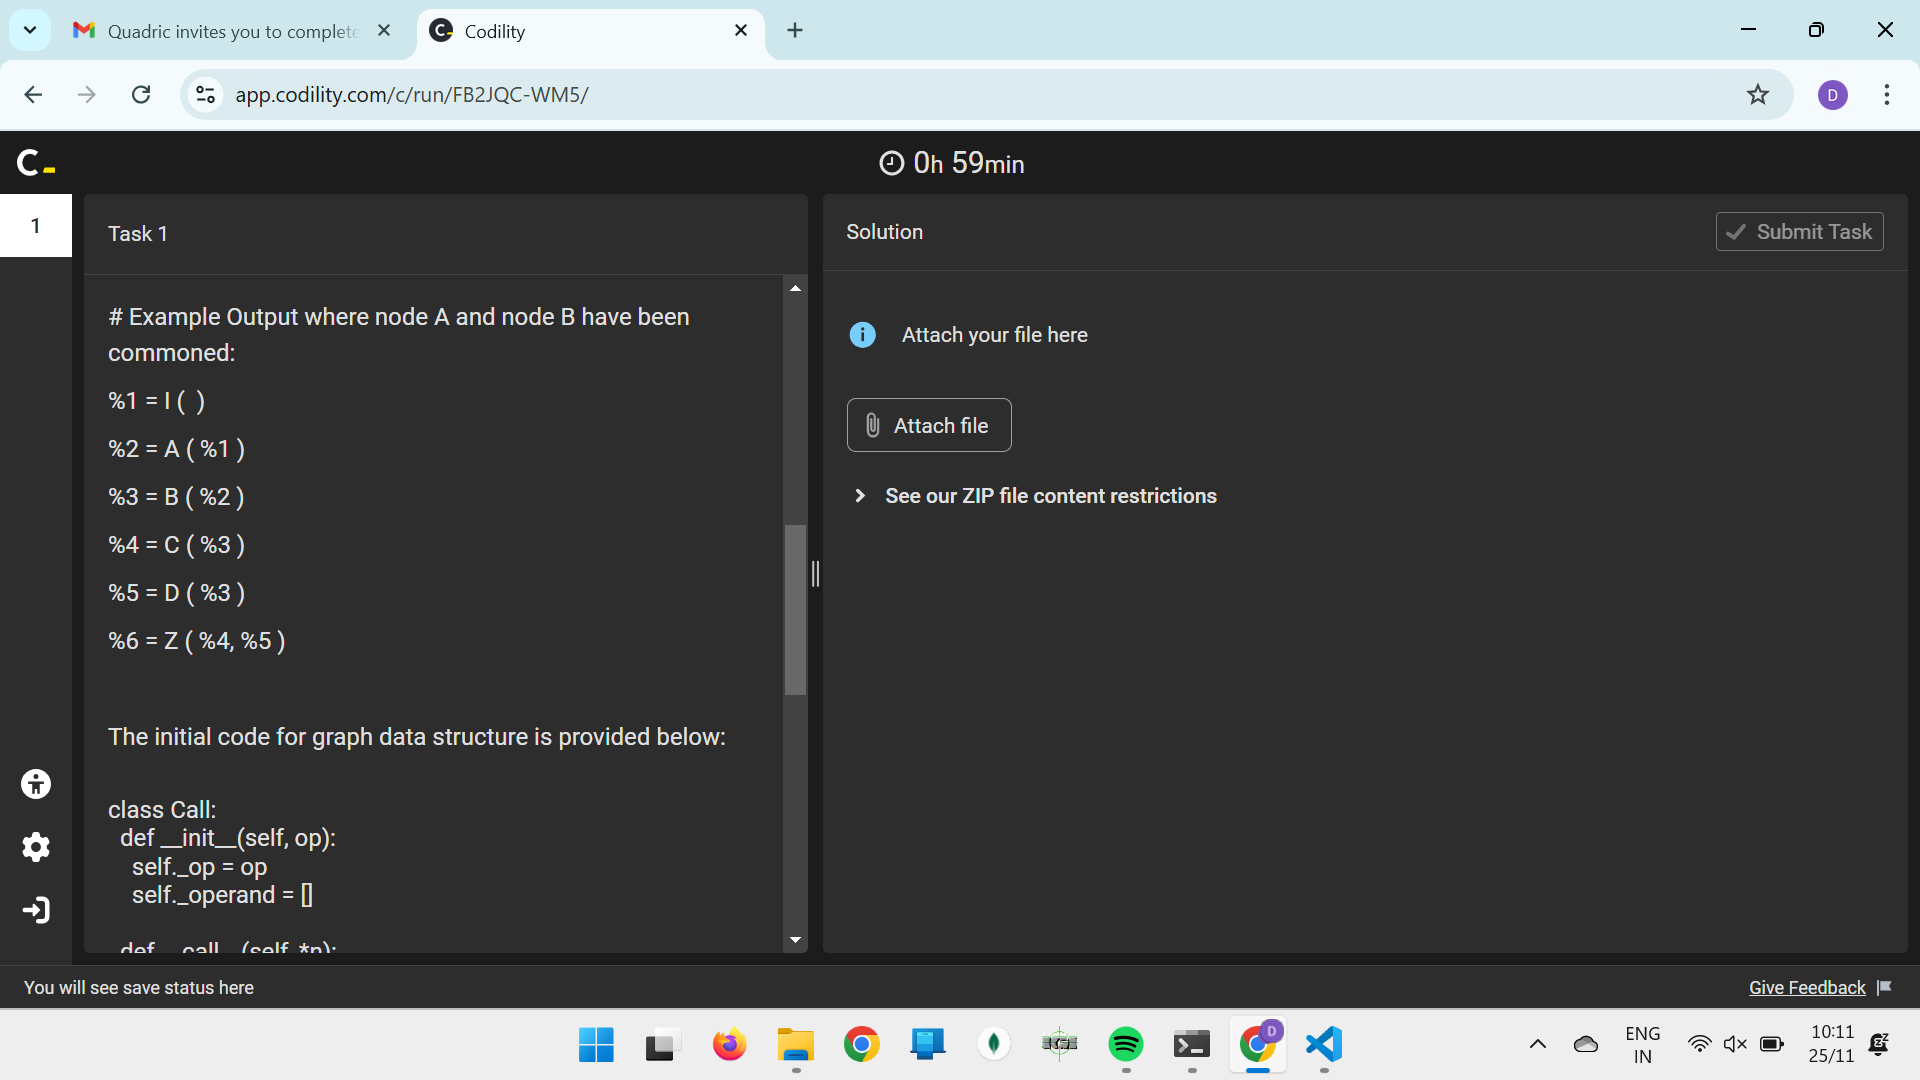 Quadric invites you to complete
Codility
app.codility.com/c/run/FB2JQC-WM5/
D
C
0h 59min
1
Task 1
Solution
Submit Task
# Example Output where node A and node B have been
commoned:
%1 = I (  )
%2 = A ( %1 )
%3 = B ( %2 )
%4 = C ( %3 )
%5 = D ( %3 )
%6 = Z ( %4, %5 )
The initial code for graph data structure is provided below:
class Call:
def __init__(self, op):
self._op = op
self._operand = []
def __call__(self, *n):
Attach your file here
Attach file
See our ZIP file content restrictions
You will see save status here
Give Feedback
D
ENG
IN
10:11
25/11